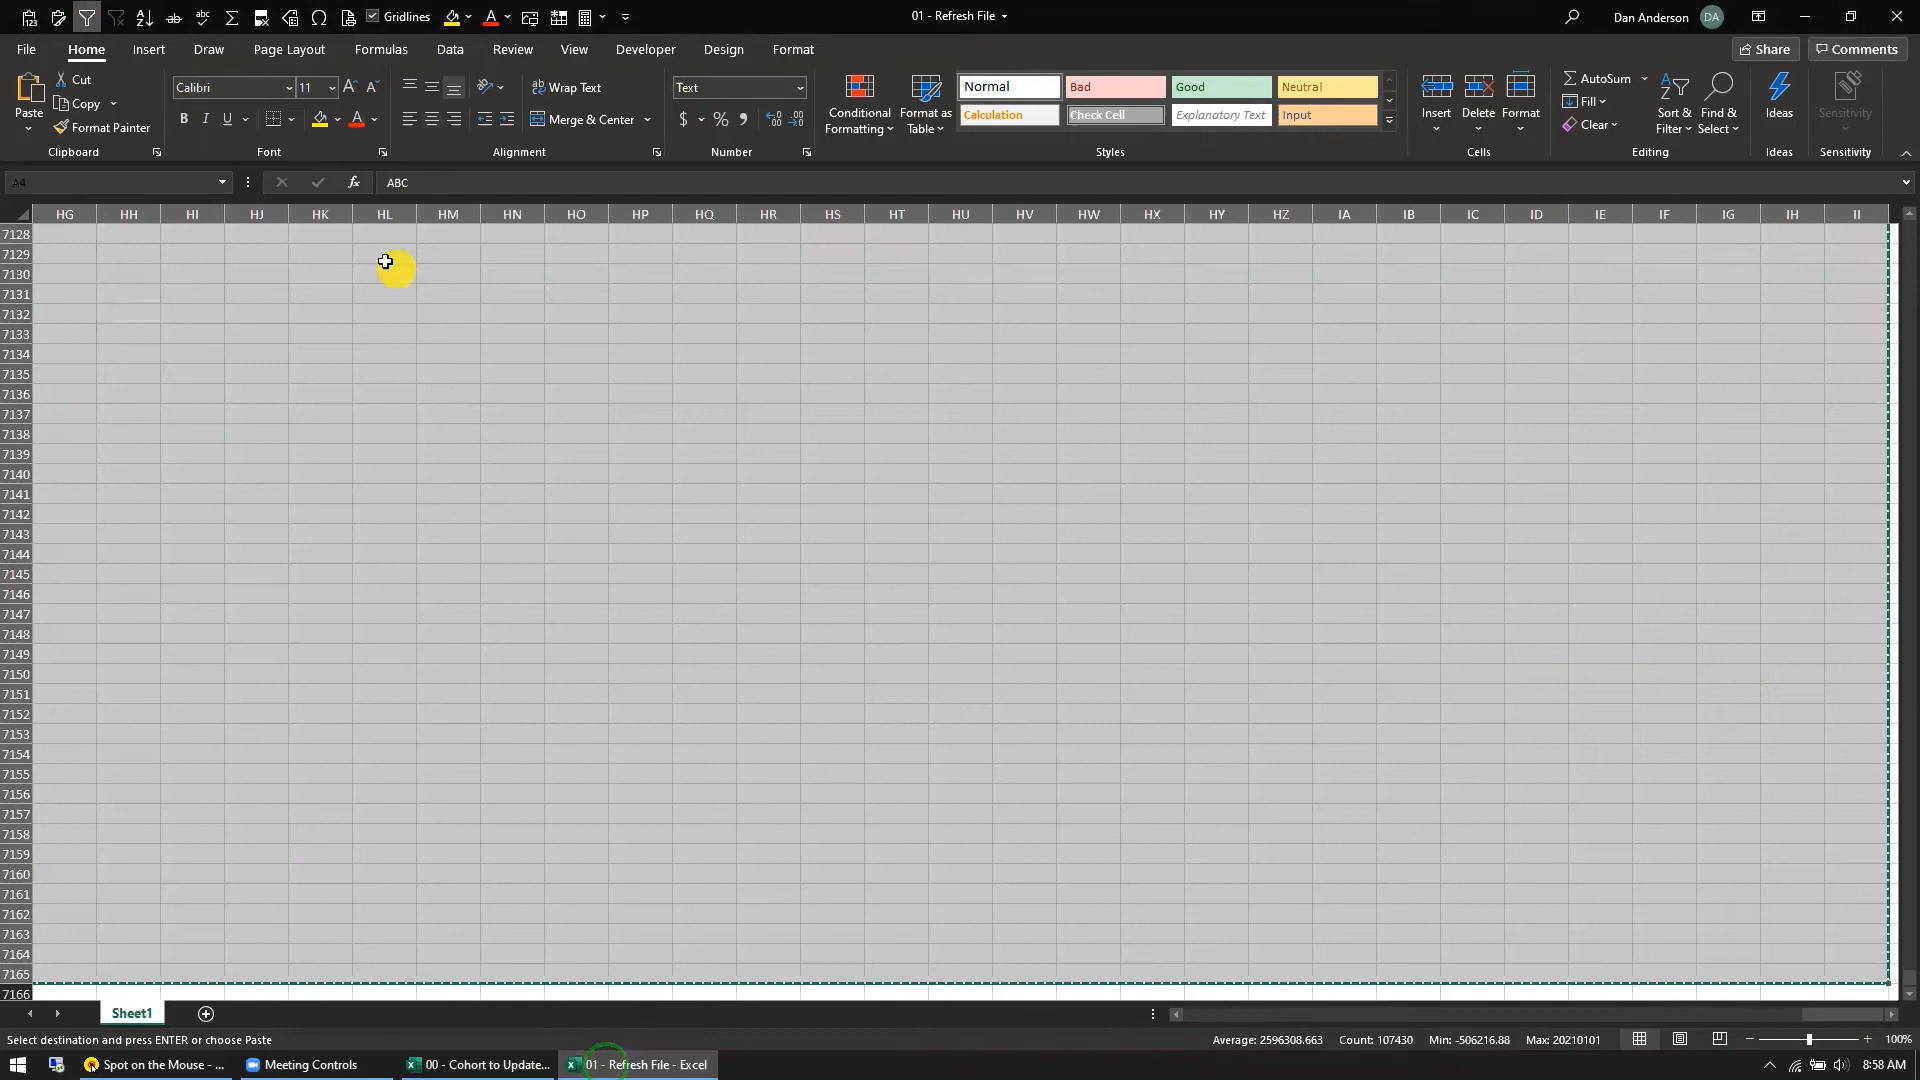 Gridlines
01 - Refresh File
Dan Anderson DA
File Home Insert Draw Page Layout Formulas Data Review View Developer Design Format
Share Comments
Paste
Cut
Copy
Format Painter
Clipboard
Calibri 11
B I U
Font
Wrap Text
Merge & Center
Alignment
Text
$ % 9
Number
Conditional Formatting
Format as Table
Normal Bad Good Neutral
Calculation Check Cell Explanatory Text Input
Styles
Insert Delete Format
Cells
AutoSum
Fill
Clear
Sort & Filter
Find & Select
Editing
Ideas
Ideas
Sensitivity
Sensitivity
A4 fx ABC
HG HH HI HJ HK HL HM HN HO HP HQ HR HS HT HU HV HW HX HY HZ IA IB IC ID IE IF IG IH II
7128
7129
7130
7131
7132
7133
7134
7135
7136
7137
7138
7139
7140
7141
7142
7143
7144
7145
7146
7147
7148
7149
7150
7151
7152
7153
7154
7155
7156
7157
7158
7159
7160
7161
7162
7163
7164
7165
7166
Sheet1
Select destination and press ENTER or choose Paste
Average: 2596308.663 Count: 107430 Min: -506216.88 Max: 20210101 100%
Spot on the Mouse - ... Meeting Controls 00 - Cohort to Update... 01 - Refresh File - Excel 8:58 AM